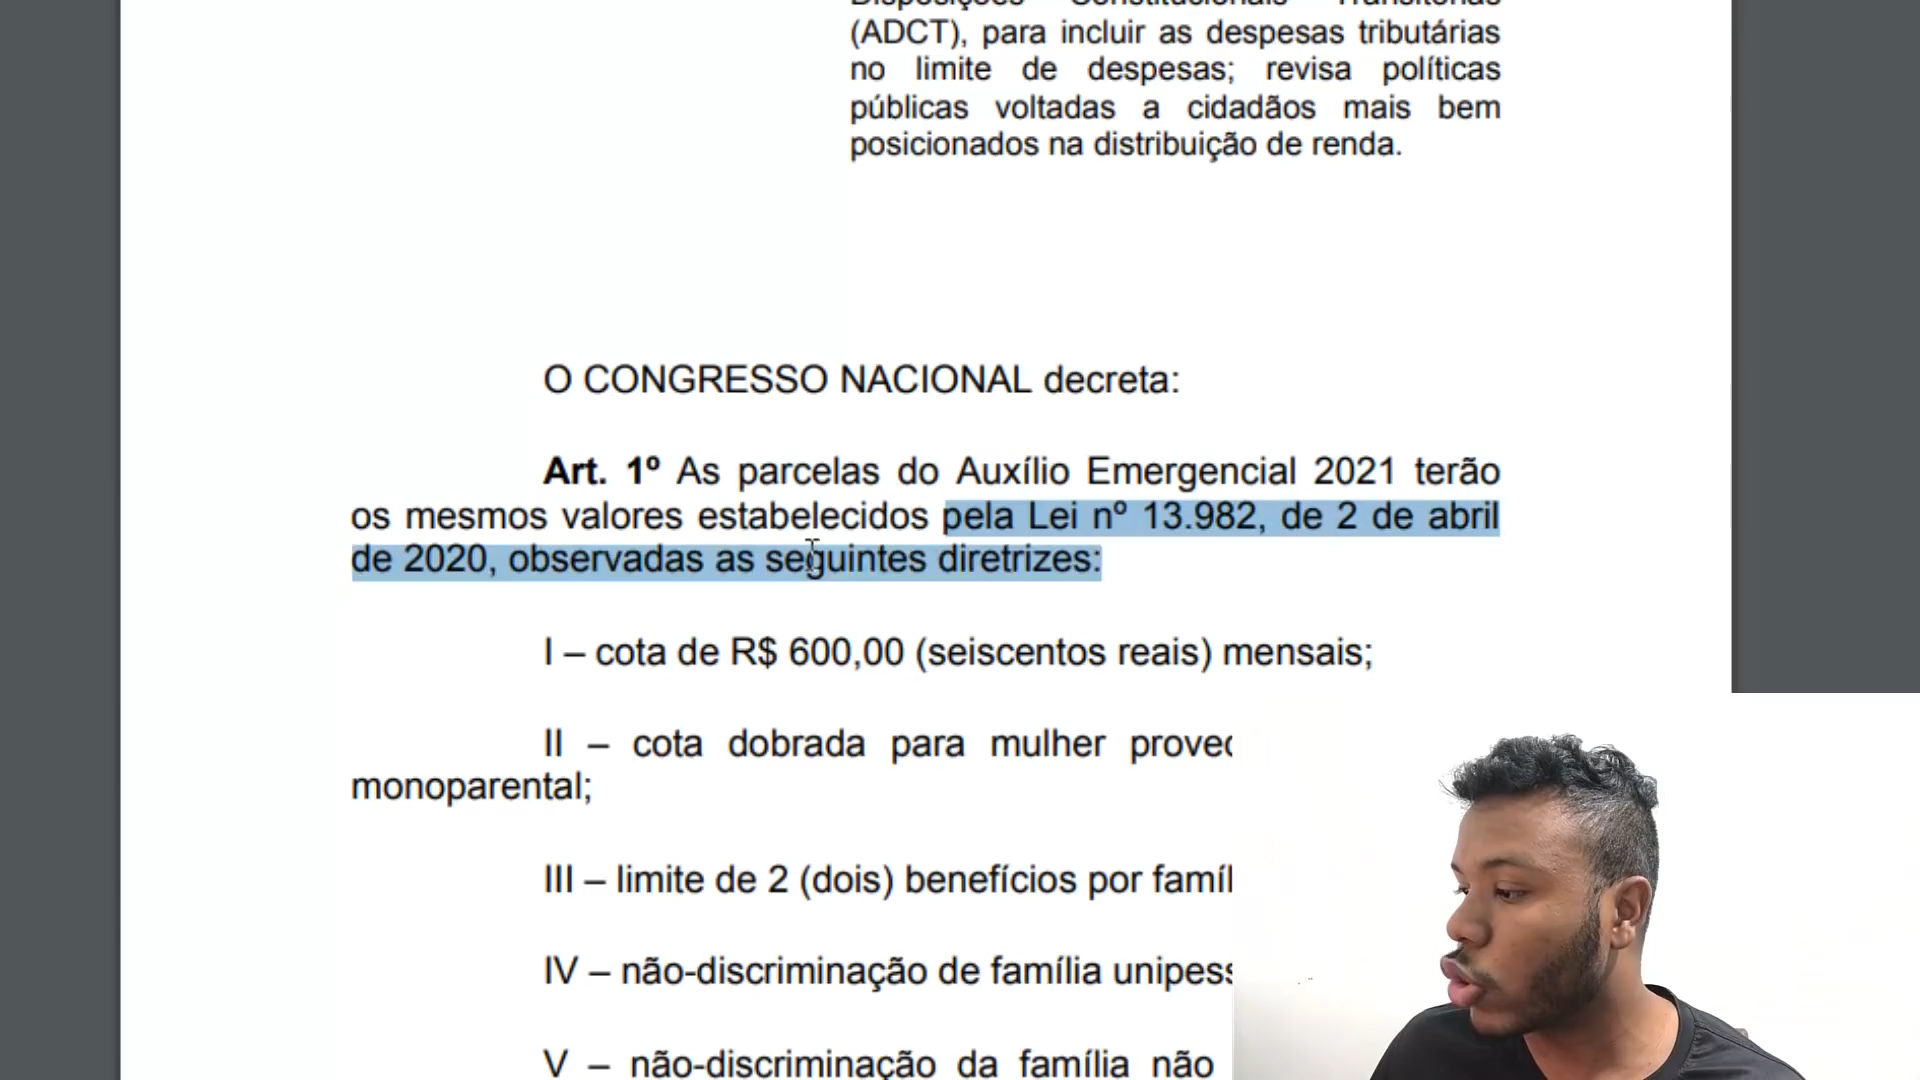 Disposições Constitucionais Transitórias
(ADCT), para incluir as despesas tributárias
no limite de despesas; revisa políticas
públicas voltadas a cidadãos mais bem
posicionados na distribuição de renda.
O CONGRESSO NACIONAL decreta:
Art. 1º As parcelas do Auxílio Emergencial 2021 terão
os mesmos valores estabelecidos pela Lei nº 13.982, de 2 de abril
de 2020, observadas as seguintes diretrizes:
I – cota de R$ 600,00 (seiscentos reais) mensais;
II – cota dobrada para mulher
monoparental;
III – limite de 2 (dois) benefícios por
IV – não-discriminação de família
V – não-discriminação da família não